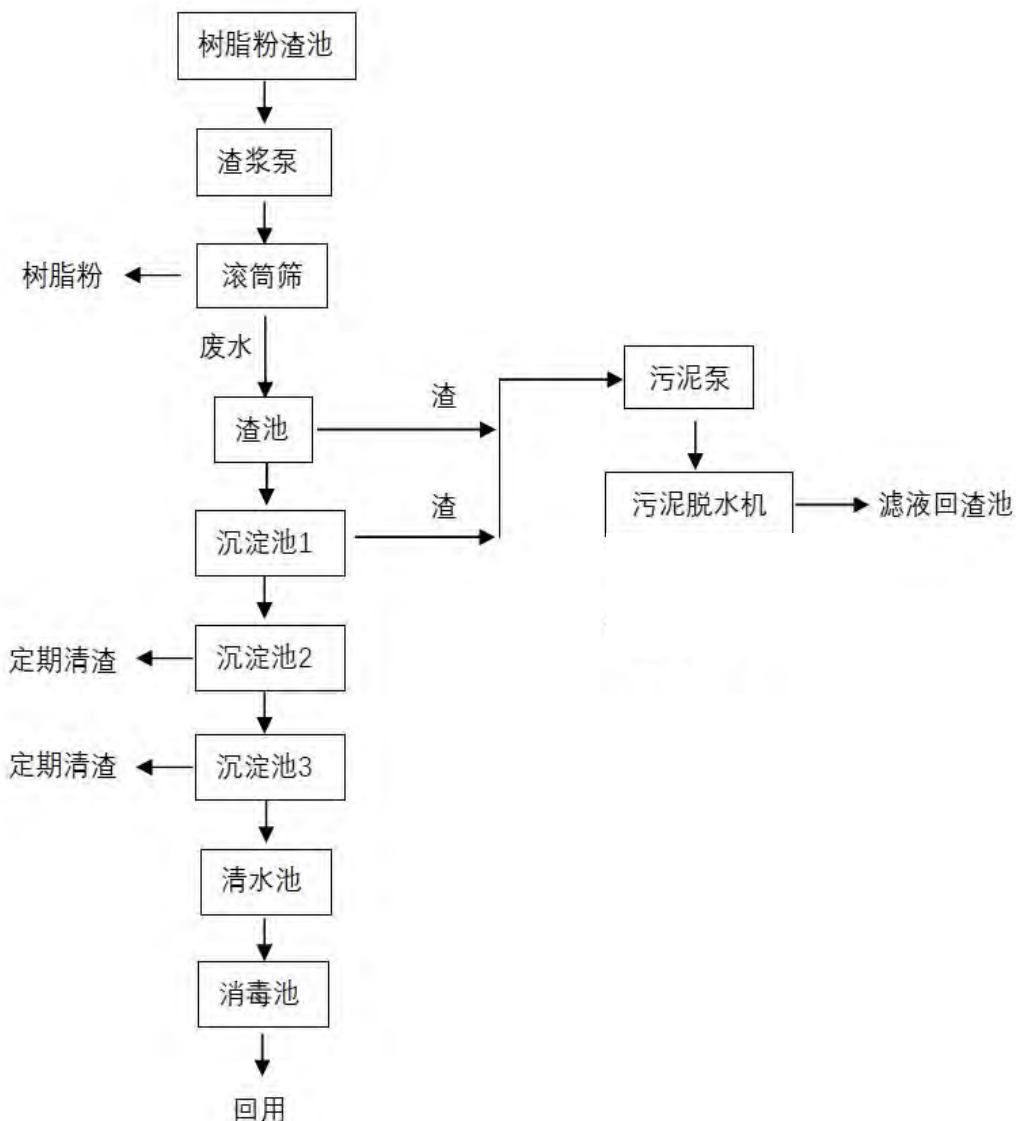 树脂粉渣池
渣浆泵
树脂粉
滚筒筛
废水
渣池
渣
污泥泵
污泥脱水机
滤液回渣池
沉淀池1
渣
定期清渣
沉淀池2
定期清渣
沉淀池3
清水池
消毒池
回用